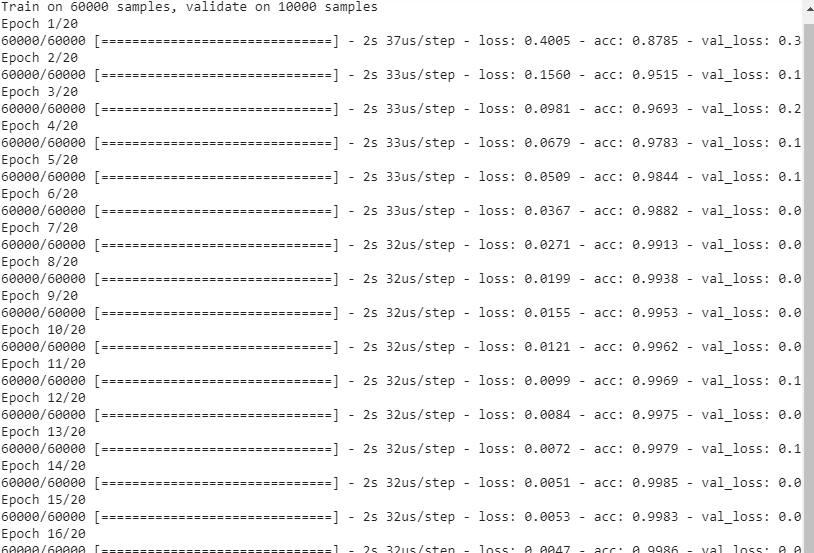 Train on 60000 samples, validate on 10000 samples
Epoch 1/20
60000/60000 [==============================] - 2s 37us/step - loss: 0.4005 - acc: 0.8785 - val_loss: 0.3
Epoch 2/20
60000/60000 [==============================] - 2s 33us/step - loss: 0.1560 - acc: 0.9515 - val_loss: 0.1
Epoch 3/20
60000/60000 [==============================] - 2s 33us/step - loss: 0.0981 - acc: 0.9693 - val_loss: 0.2
Epoch 4/20
60000/60000 [==============================] - 2s 33us/step - loss: 0.0679 - acc: 0.9783 - val_loss: 0.1
Epoch 5/20
60000/60000 [==============================] - 2s 33us/step - loss: 0.0509 - acc: 0.9844 - val_loss: 0.1
Epoch 6/20
60000/60000 [==============================] - 2s 33us/step - loss: 0.0367 - acc: 0.9882 - val_loss: 0.0
Epoch 7/20
60000/60000 [==============================] - 2s 32us/step - loss: 0.0271 - acc: 0.9913 - val_loss: 0.0
Epoch 8/20
60000/60000 [==============================] - 2s 32us/step - loss: 0.0199 - acc: 0.9938 - val_loss: 0.0
Epoch 9/20
60000/60000 [==============================] - 2s 32us/step - loss: 0.0155 - acc: 0.9953 - val_loss: 0.0
Epoch 10/20
60000/60000 [==============================] - 2s 32us/step - loss: 0.0121 - acc: 0.9962 - val_loss: 0.0
Epoch 11/20
60000/60000 [==============================] - 2s 32us/step - loss: 0.0099 - acc: 0.9969 - val_loss: 0.1
Epoch 12/20
60000/60000 [==============================] - 2s 32us/step - loss: 0.0084 - acc: 0.9975 - val_loss: 0.0
Epoch 13/20
60000/60000 [==============================] - 2s 32us/step - loss: 0.0072 - acc: 0.9979 - val_loss: 0.1
Epoch 14/20
60000/60000 [==============================] - 2s 32us/step - loss: 0.0051 - acc: 0.9985 - val_loss: 0.0
Epoch 15/20
60000/60000 [==============================] - 2s 32us/step - loss: 0.0053 - acc: 0.9983 - val_loss: 0.0
Epoch 16/20
60000/60000 [==============================] - 2s 32us/step - loss: 0.0047 - acc: 0.9986 - val_loss: 0.0